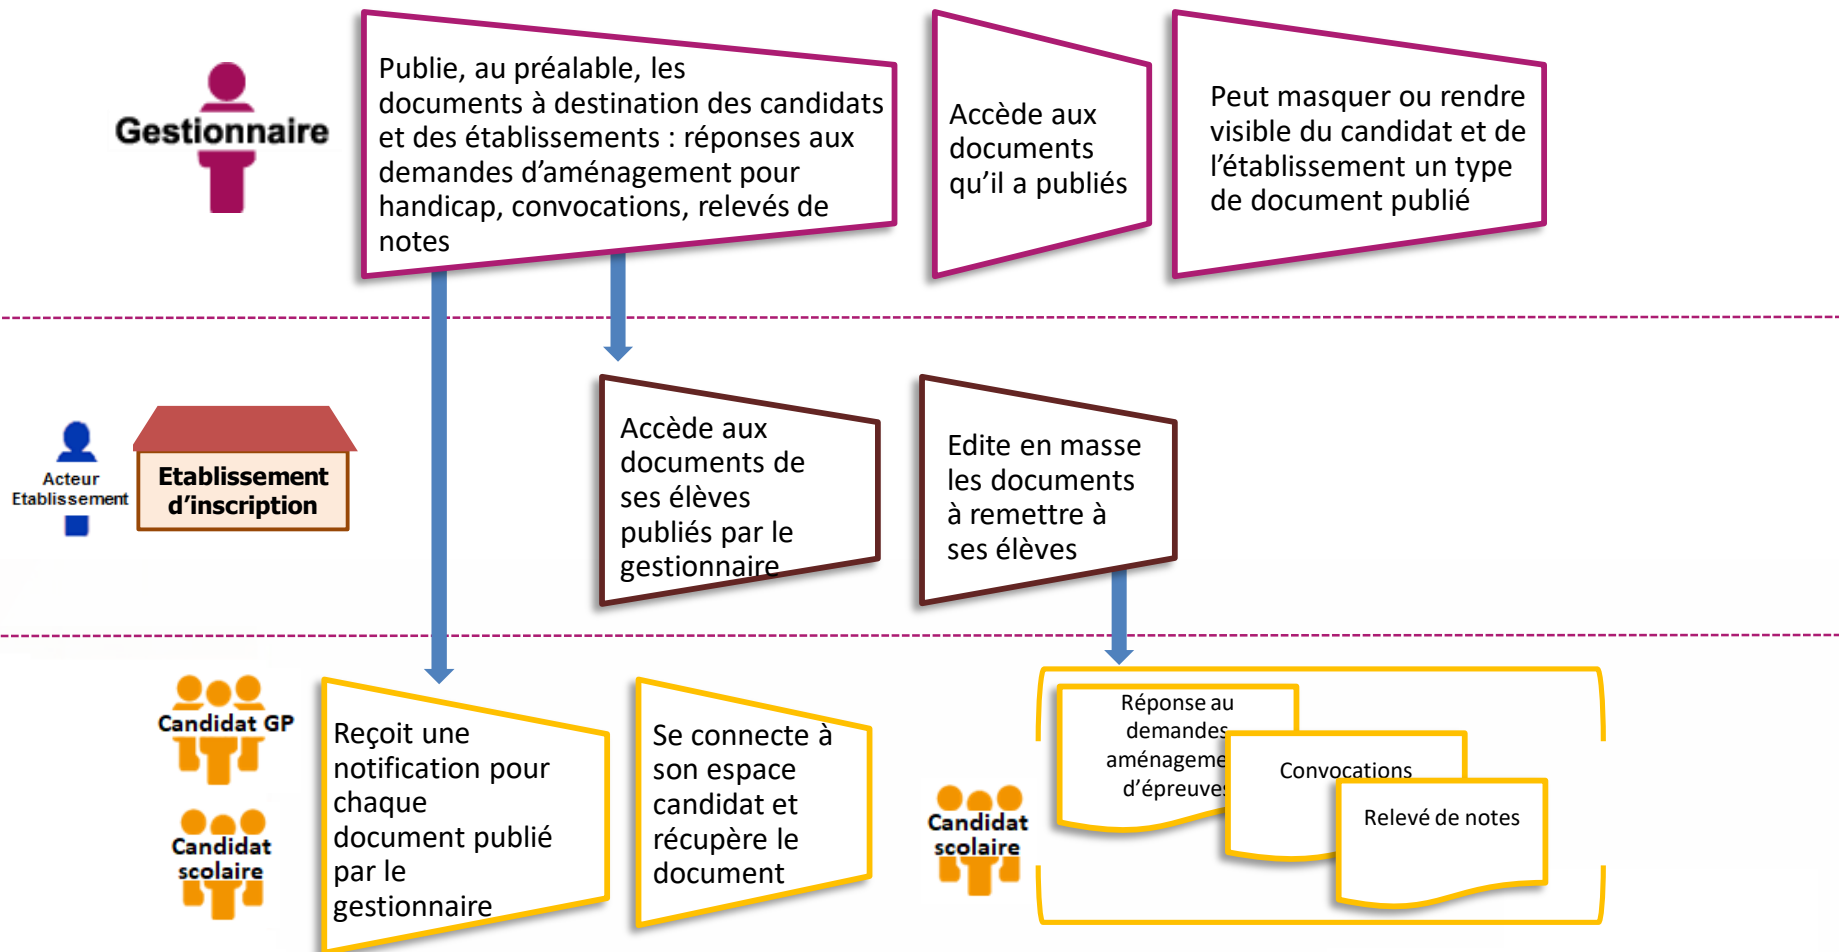 Gestionnaire
Publie, au préalable, les
documents à destination des candidats
et des établissements : réponses aux
demandes d’aménagement pour
handicap, convocations, relevés de
notes
Accède aux
documents
qu’il a publiés
Peut masquer ou rendre
visible du candidat et de
l’établissement un type
de document publié
Acteur
Etablissement
Etablissement
d’inscription
Accède aux
documents de
ses élèves
publiés par le
gestionnaire
Edite en masse
les documents
à remettre à
ses élèves
Candidat GP
Candidat
scolaire
Reçoit une
notification pour
chaque
document publié
par le
gestionnaire
Se connecte à
son espace
candidat et
récupère le
document
Candidat
scolaire
Réponse au
demandes
aménageme
d’épreuves
Convocations
Relevé de notes